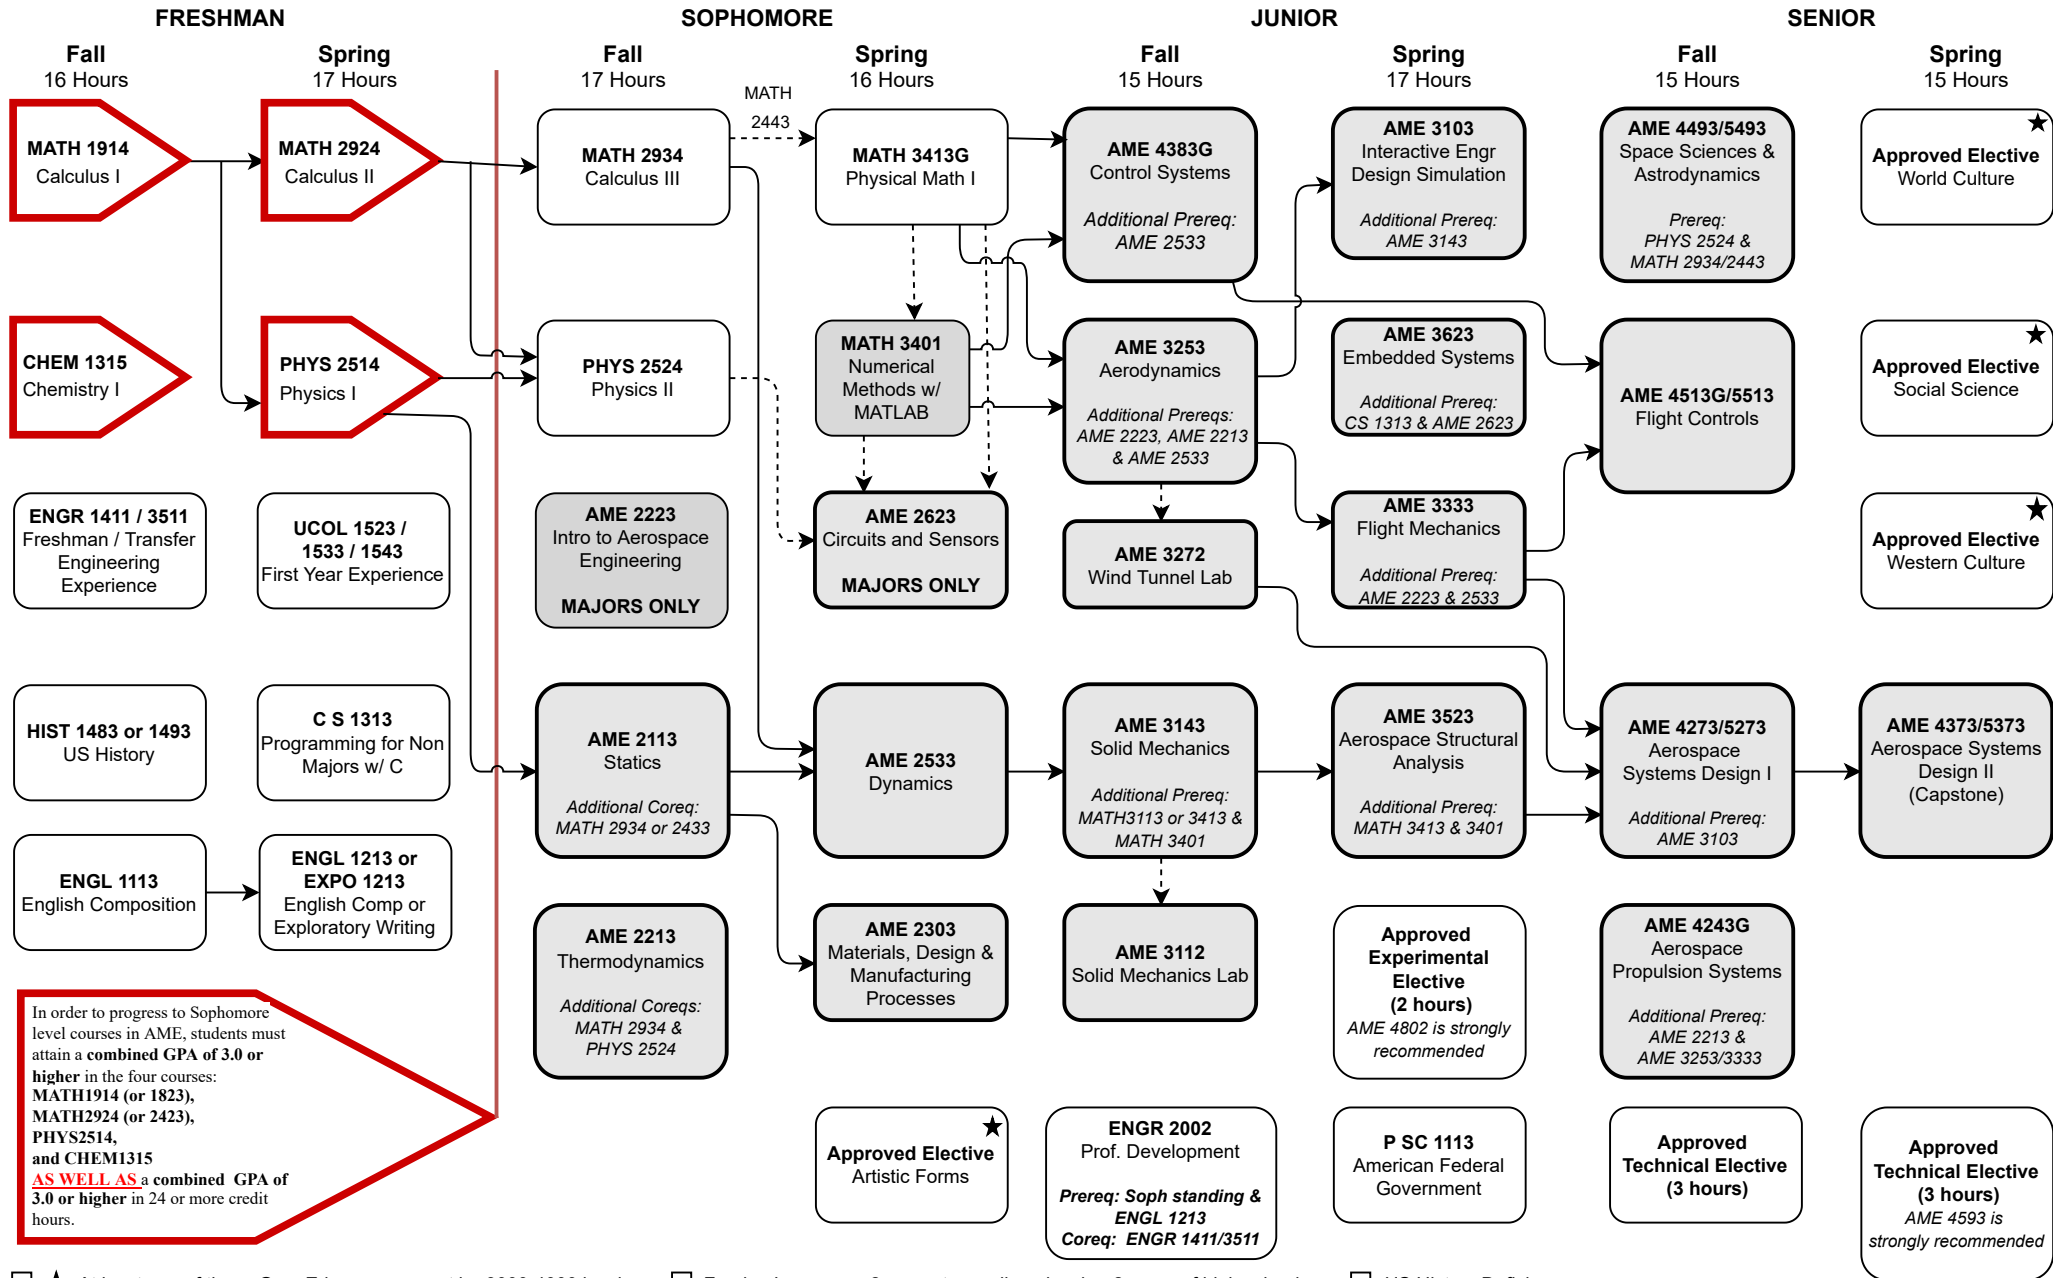 FRESHMAN
SOPHOMORE
JUNIOR
SENIOR
Fall
16 Hours
Spring
17 Hours
Fall
17 Hours
Spring
16 Hours
Fall
15 Hours
Spring
17 Hours
Fall
15 Hours
Spring
15 Hours
MATH 1914
Calculus I
MATH 2924
Calculus II
MATH 2934
Calculus III
MATH
2443
MATH 3413G
Physical Math I
AME 4383G
Control Systems
Additional Prereq:
AME 2533
AME 3103
Interactive Engr
Design Simulation
Additional Prereq:
AME 3143
AME 4493/5493
Space Sciences &
Astrodynamics
Prereq:
PHYS 2524 &
MATH 2934/2443
Approved Elective
World Culture
CHEM 1315
Chemistry I
PHYS 2514
Physics I
PHYS 2524
Physics II
MATH 3401
Numerical
Methods w/
MATLAB
AME 3253
Aerodynamics
Additional Prereqs:
AME 2223, AME 2213
& AME 2533
AME 3623
Embedded Systems
Additional Prereq:
CS 1313 & AME 2623
AME 4513G/5513
Flight Controls
Approved Elective
Social Science
ENGR 1411 / 3511
Freshman / Transfer
Engineering
Experience
UCOL 1523 /
1533 / 1543
First Year Experience
AME 2223
Intro to Aerospace
Engineering
MAJORS ONLY
AME 2623
Circuits and Sensors
MAJORS ONLY
AME 3272
Wind Tunnel Lab
AME 3333
Flight Mechanics
Additional Prereq:
AME 2223 & 2533
Approved Elective
Western Culture
HIST 1483 or 1493
US History
C S 1313
Programming for Non
Majors w/ C
AME 2113
Statics
Additional Coreq:
MATH 2934 or 2433
AME 2533
Dynamics
AME 3143
Solid Mechanics
Additional Prereq:
MATH3113 or 3413 &
MATH 3401
AME 3523
Aerospace Structural
Analysis
Additional Prereq:
MATH 3413 & 3401
AME 4273/5273
Aerospace
Systems Design I
Additional Prereq:
AME 3103
AME 4373/5373
Aerospace Systems
Design II
(Capstone)
ENGL 1113
English Composition
ENGL 1213 or
EXPO 1213
English Comp or
Exploratory Writing
AME 2213
Thermodynamics
Additional Coreqs:
MATH 2934 &
PHYS 2524
AME 2303
Materials, Design &
Manufacturing
Processes
AME 3112
Solid Mechanics Lab
Approved
Experimental
Elective
(2 hours)
AME 4802 is strongly
recommended
AME 4243G
Aerospace
Propulsion Systems
Additional Prereq:
AME 2213 &
AME 3253/3333
In order to progress to Sophomore
level courses in AME, students must
attain a combined GPA of 3.0 or
higher in the four courses:
MATH1914 (or 1823),
MATH2924 (or 2423),
PHYS2514,
and CHEM1315
AS WELL AS a combined GPA of
3.0 or higher in 24 or more credit
hours.
Approved Elective
Artistic Forms
ENGR 2002
Prof. Development
Prereq: Soph standing &
ENGL 1213
Coreq: ENGR 1411/3511
P SC 1113
American Federal
Government
Approved
Technical Elective
(3 hours)
Approved
Technical Elective
(3 hours)
AME 4593 is
strongly recommended